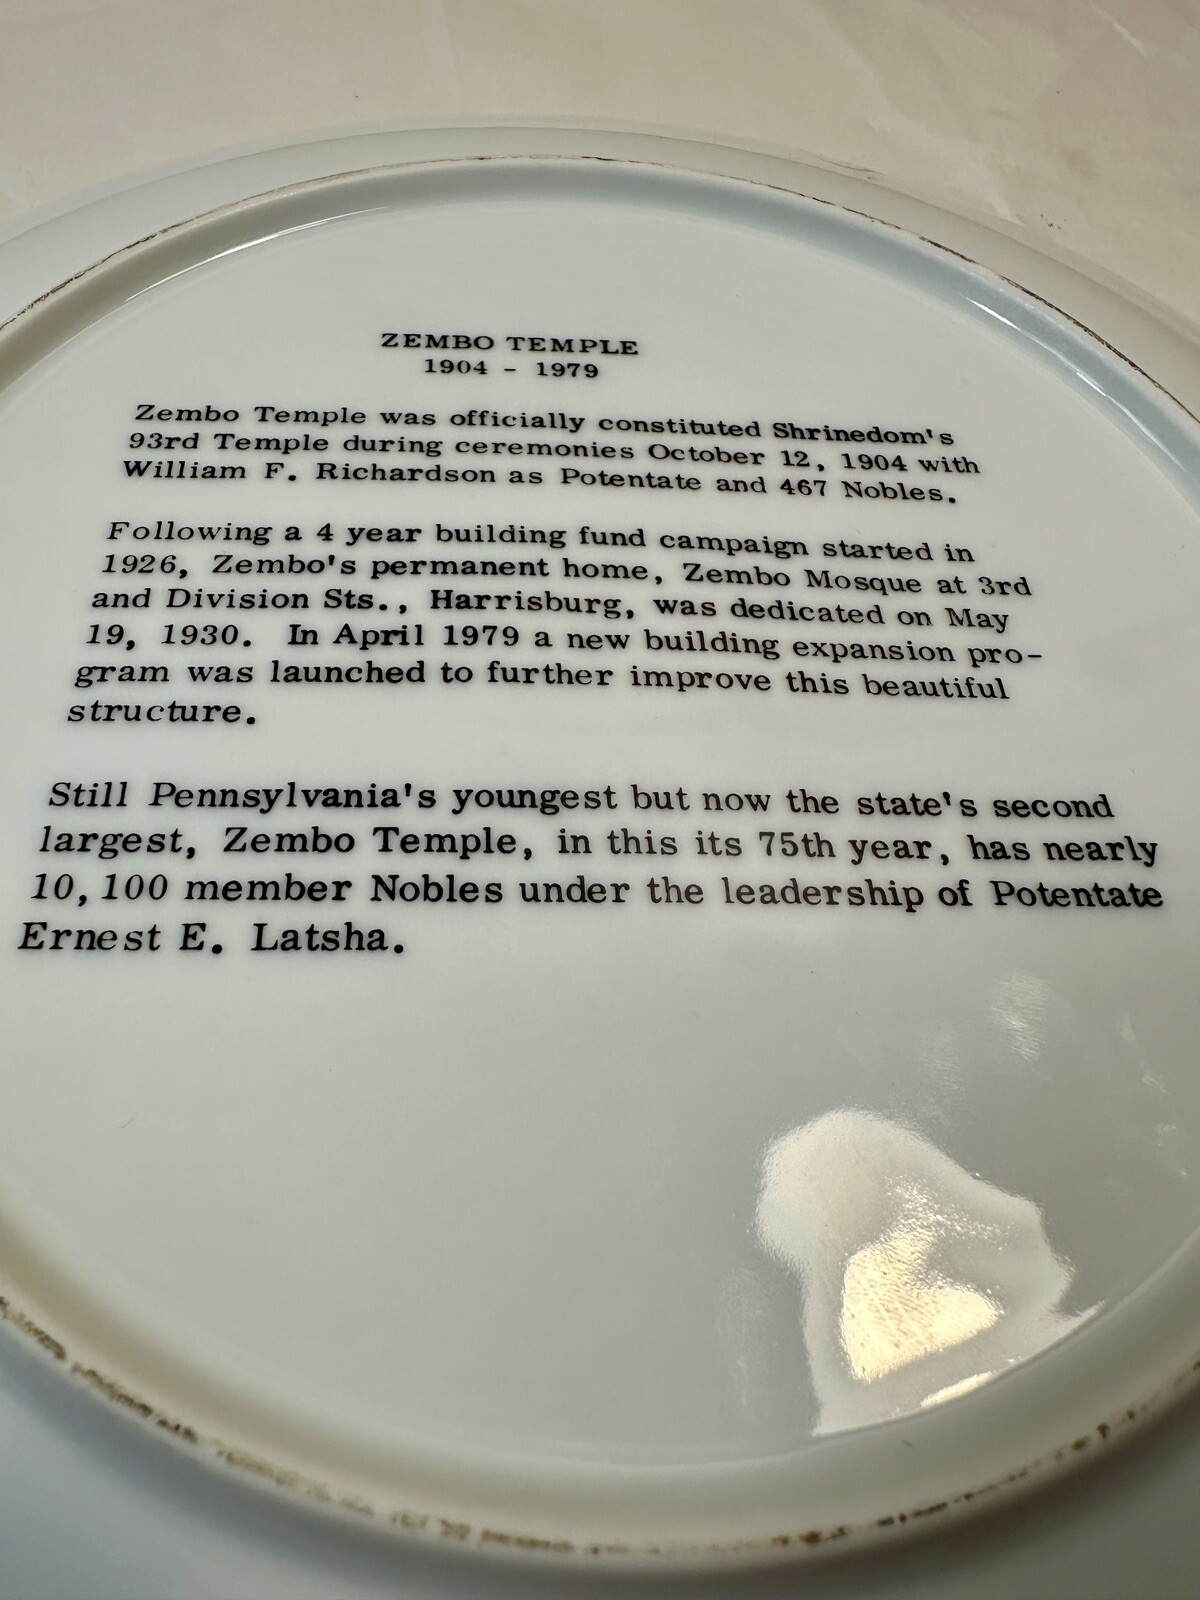 ZEMBO TEMPLE
1904 - 1979
Zembo Temple was officially constituted Shrinedom's
93rd Temple during ceremonies October 12, 1904 with
William F. Richardson as Potentate and 467 Nobles.
Following a 4 year building fund campaign started in
1926, Zembo's permanent home, Zembo Mosque at 3rd
and Division Sts., Harrisburg, was dedicated on May
19, 1930. In April 1979 a new building expansion pro-
gram was launched to further improve this beautiful
structure.
Still Pennsylvania's youngest but now the state's second
largest, Zembo Temple, in this its 75th year, has nearly
10,100 member Nobles under the leadership of Potentate
Ernest E. Latsha.